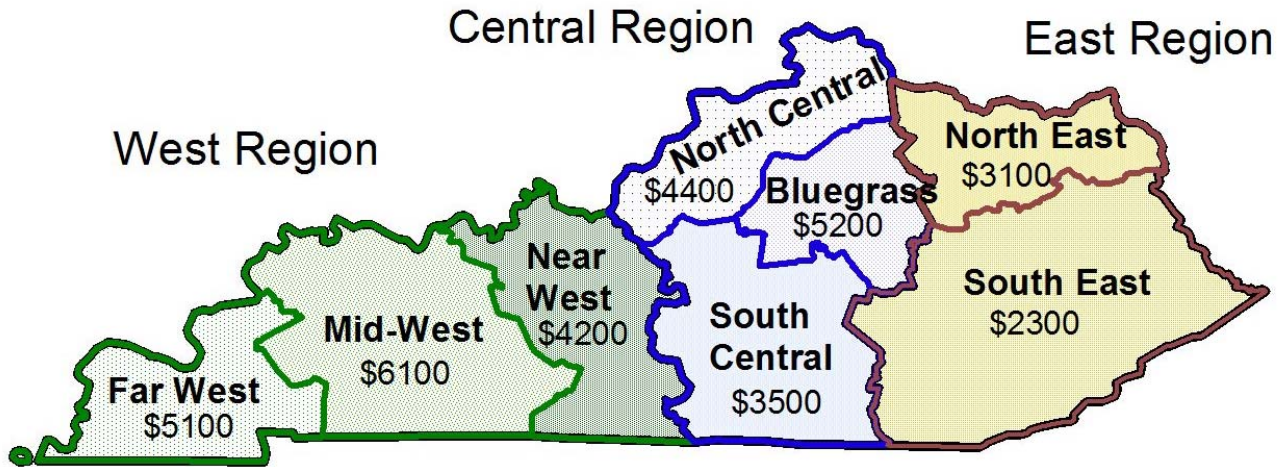 Central Region
East Region
West Region
North Central
$4400
Bluegrass
$5200
North East
$3100
Near
West
$4200
South East
$2300
Mid-West
$6100
South
Central
$3500
Far West
$5100